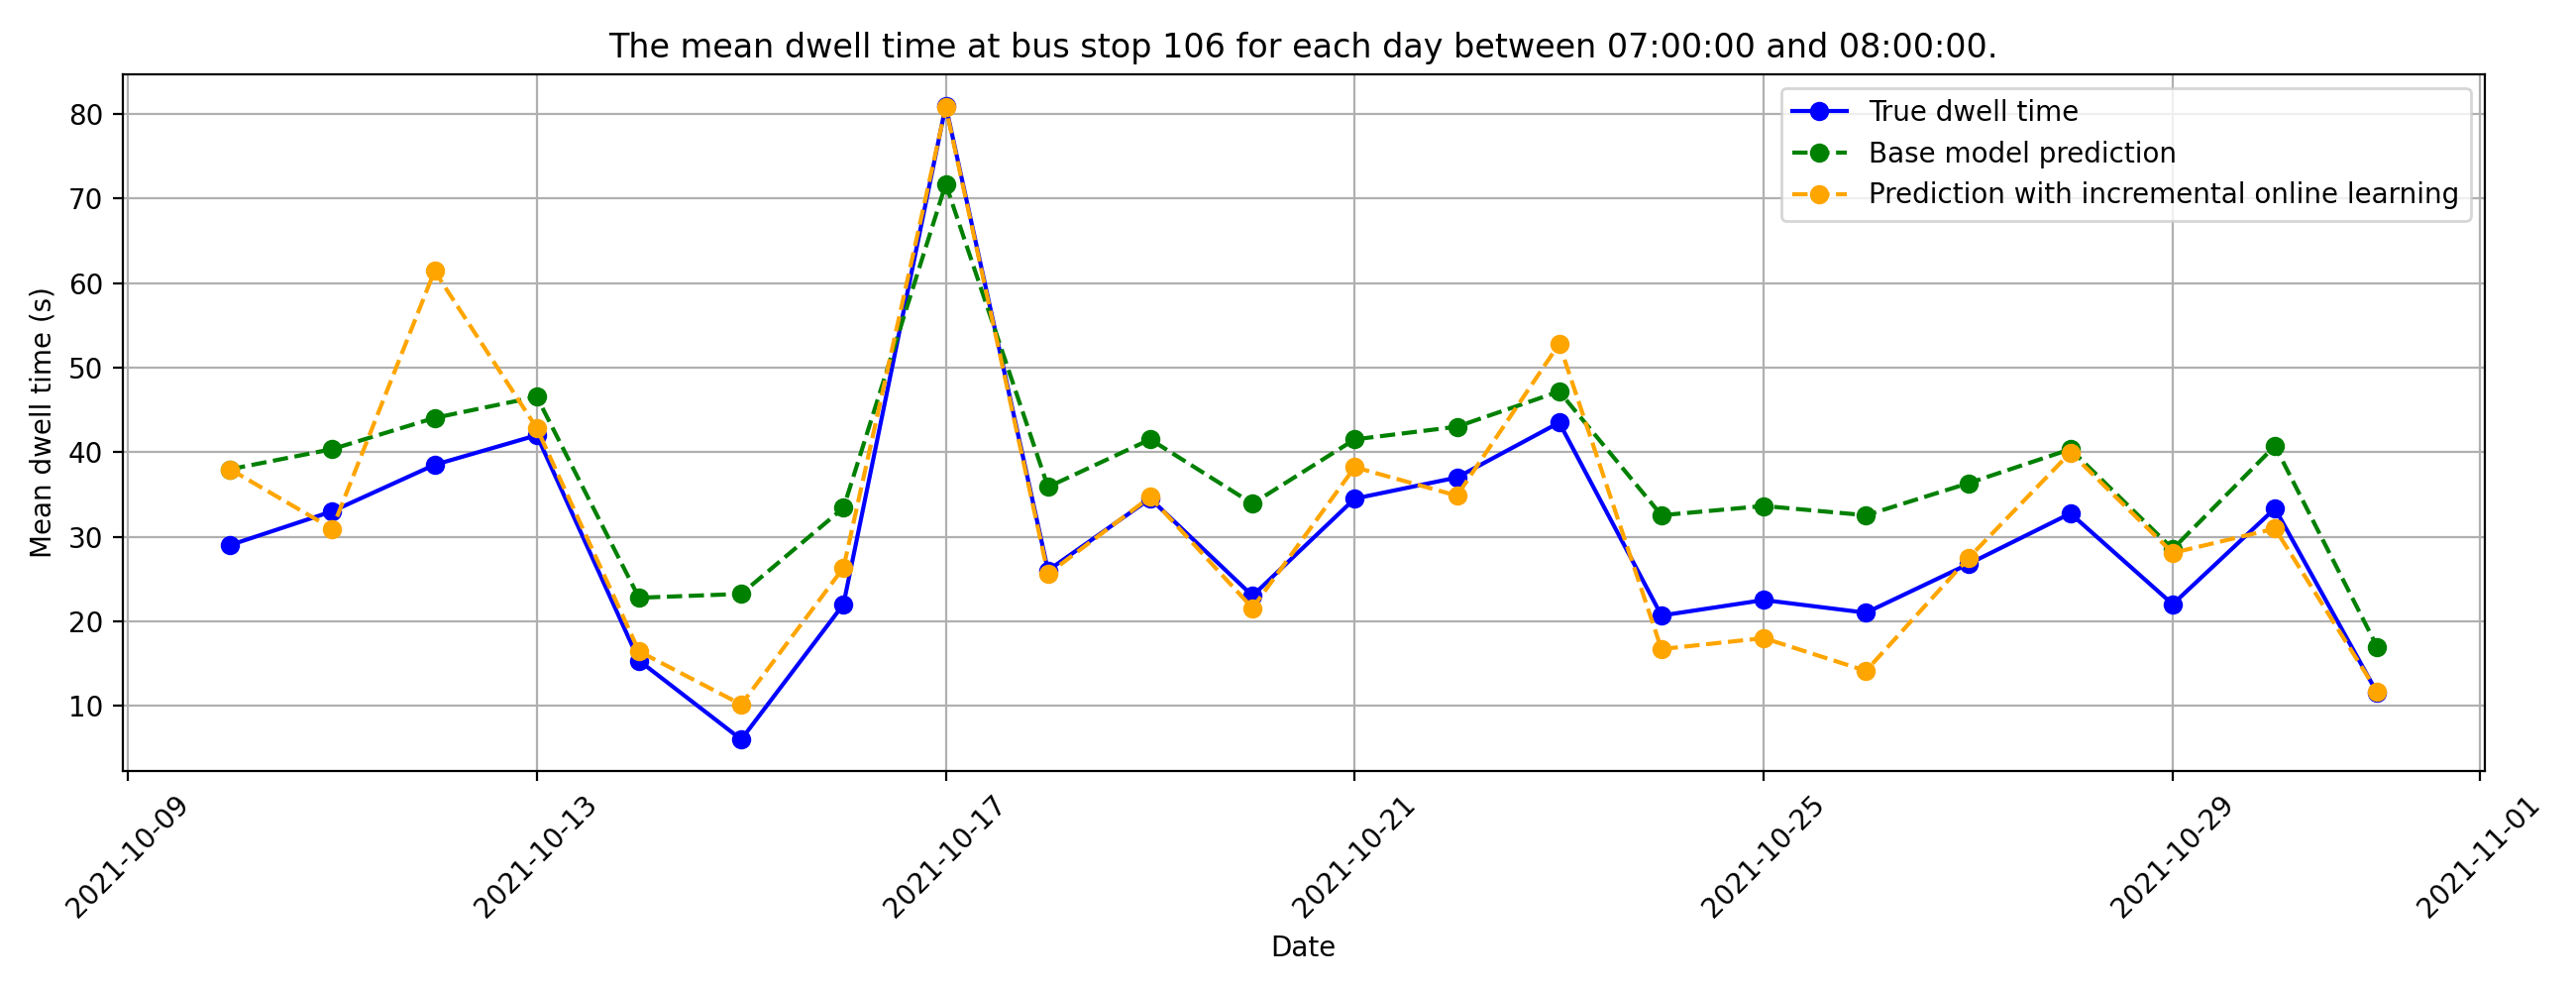 The mean dwell time at bus stop 106 for each day between 07:00:00 and 08:00:00.
True dwell time
Base model prediction
Prediction with incremental online learning
Mean dwell time (s)
80
70
60
50
40
30
20
10
2021-10-09
2021-10-13
2021-10-17
2021-10-21
2021-10-25
2021-10-29
2021-11-01
Date